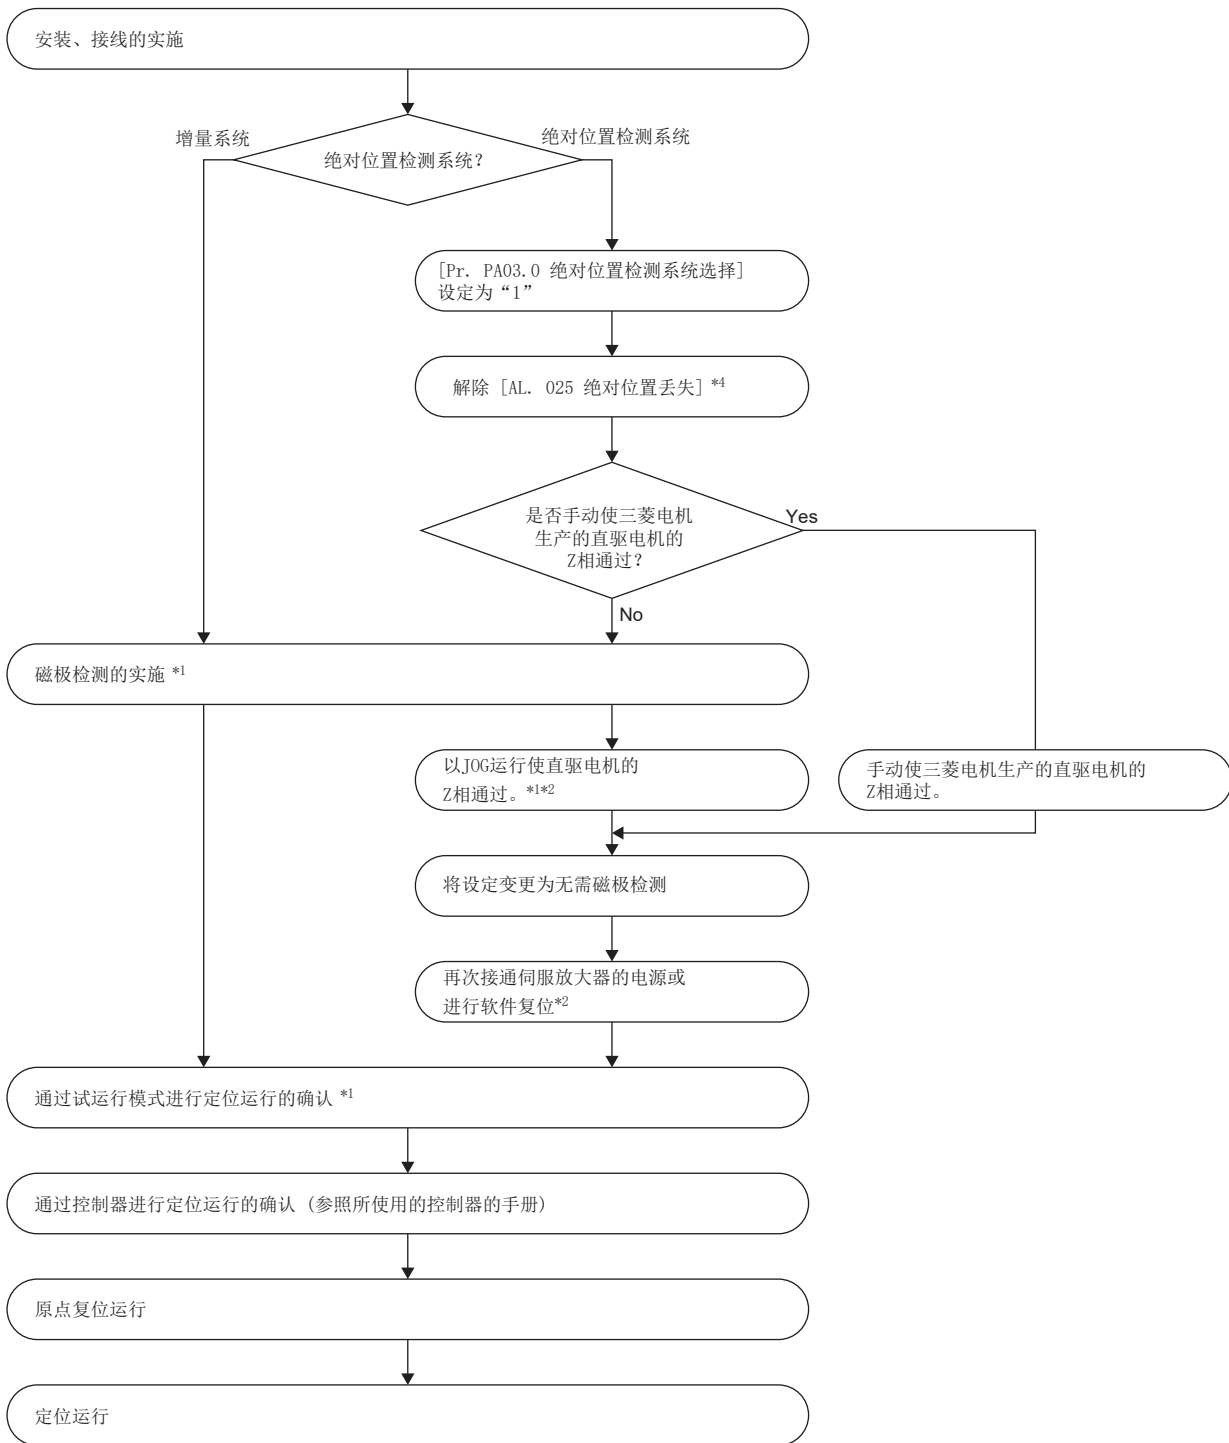 安装、接线的实施
增量系统
绝对位置检测系统
绝对位置检测系统?
[Pr. PA03.0 绝对位置检测系统选择]
设定为“1”
解除 [AL. 025 绝对位置丢失] *4
是否手动使三菱电机
生产的直驱电机的
Z相通过?
Yes
No
磁极检测的实施 *1
以JOG运行使直驱电机的
Z相通过。*1*2
手动使三菱电机生产的直驱电机的
Z相通过。
将设定变更为无需磁极检测
再次接通伺服放大器的电源或
进行软件复位*2
通过试运行模式进行定位运行的确认 *1
通过控制器进行定位运行的确认 (参照所使用的控制器的手册)
原点复位运行
定位运行